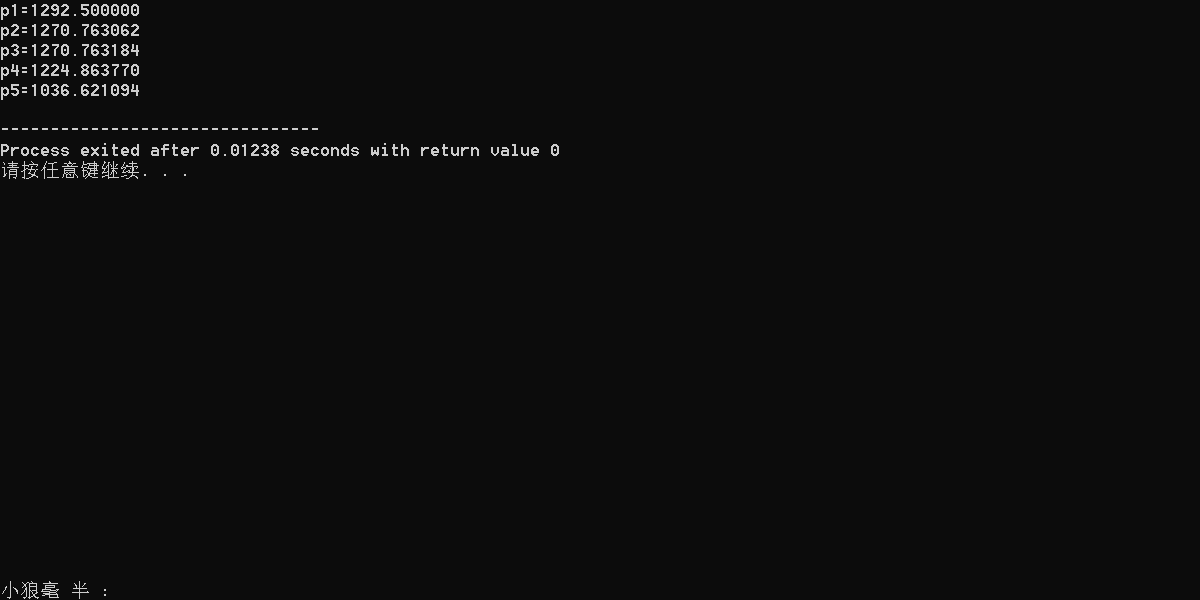 p1=1292.500000
p2=1270.763062
p3=1270.763184
p4=1224.863770
p5=1036.621094
--------------------------------
Process exited after 0.01238 seconds with return value 0
请按任意键继续. . .
小狼毫 半 :